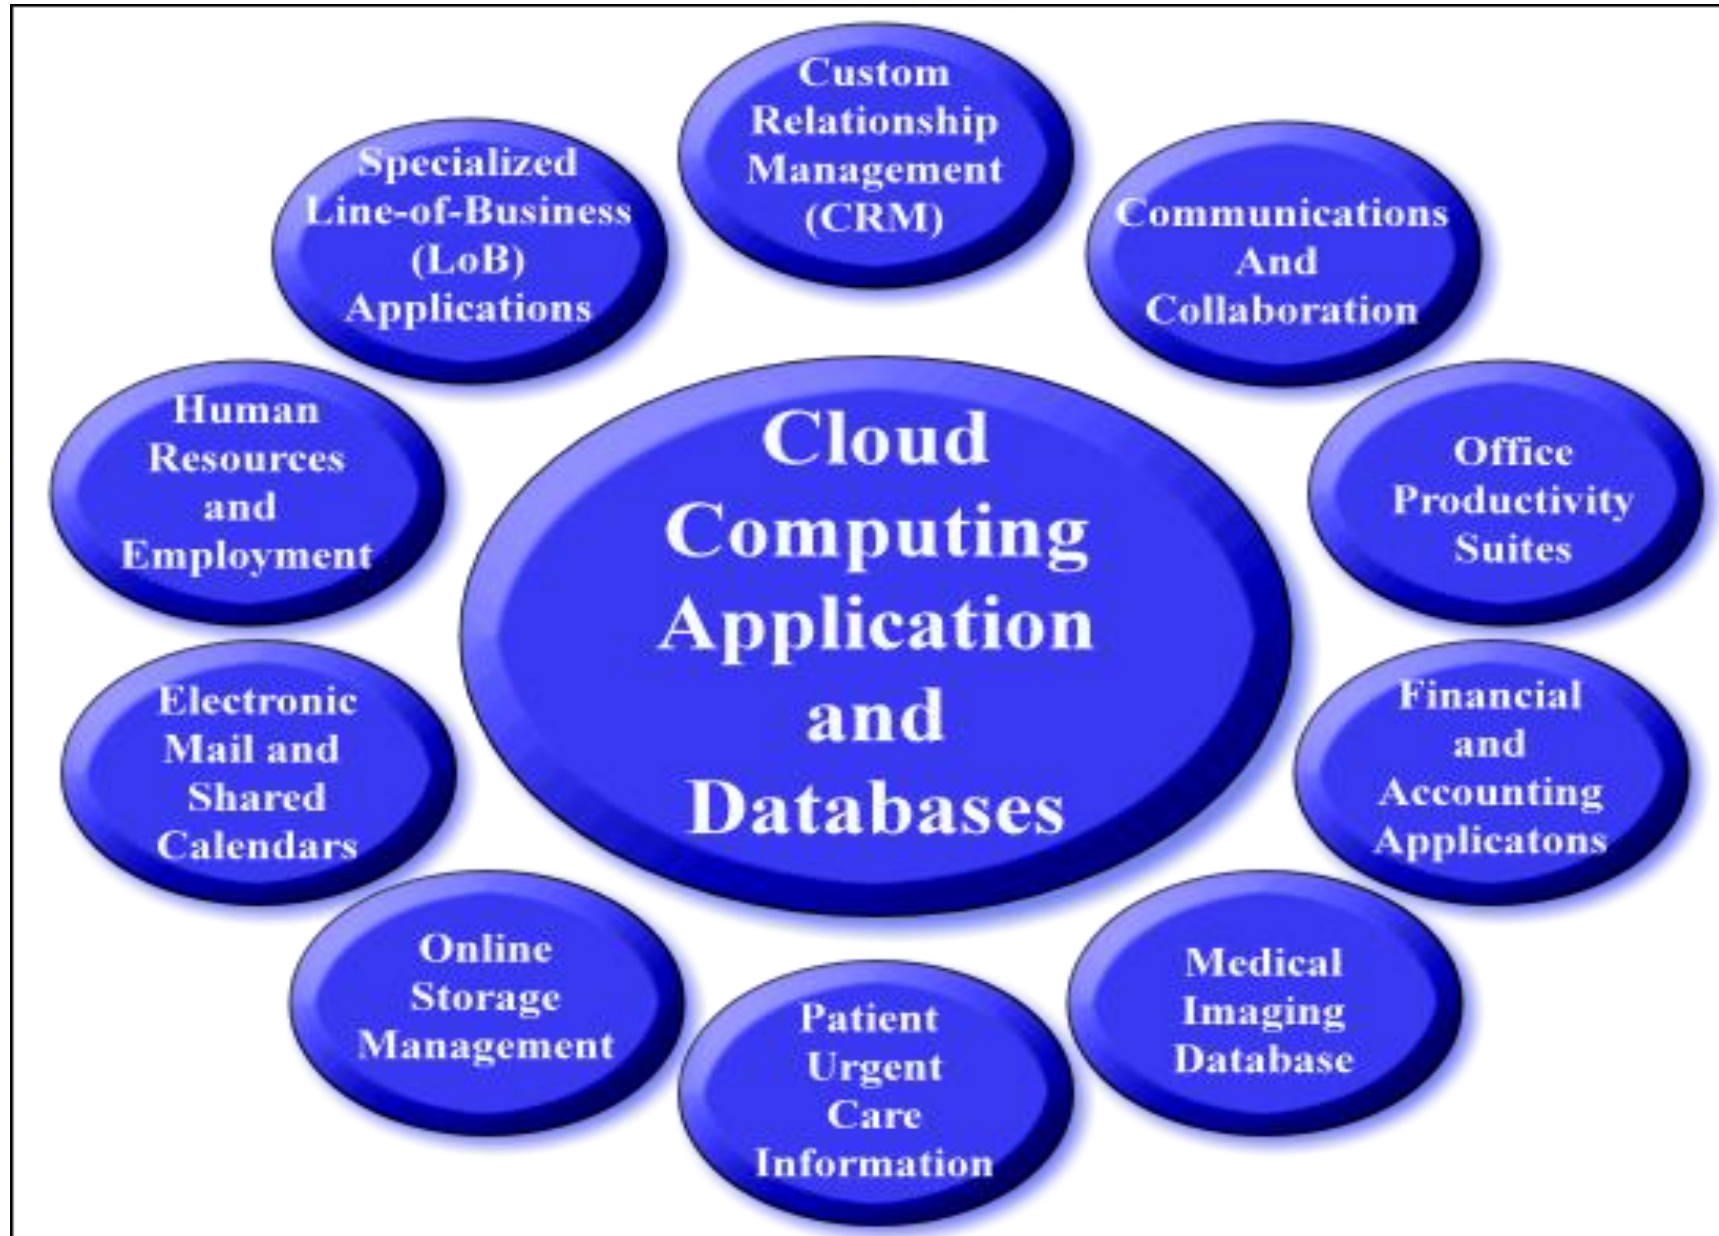 Custom
Relationship
Management
(CRM)
Specialized
Line-of-Business
(LoB)
Applications
Communications
And
Collaboration
Human
Resources
and
Employment
Cloud
Computing
Application
and
Databases
Office
Productivity
Suites
Electronic
Mail and
Shared
Calendars
Financial
and
Accounting
Applicatons
Online
Storage
Management
Patient
Urgent
Care
Information
Medical
Imaging
Database